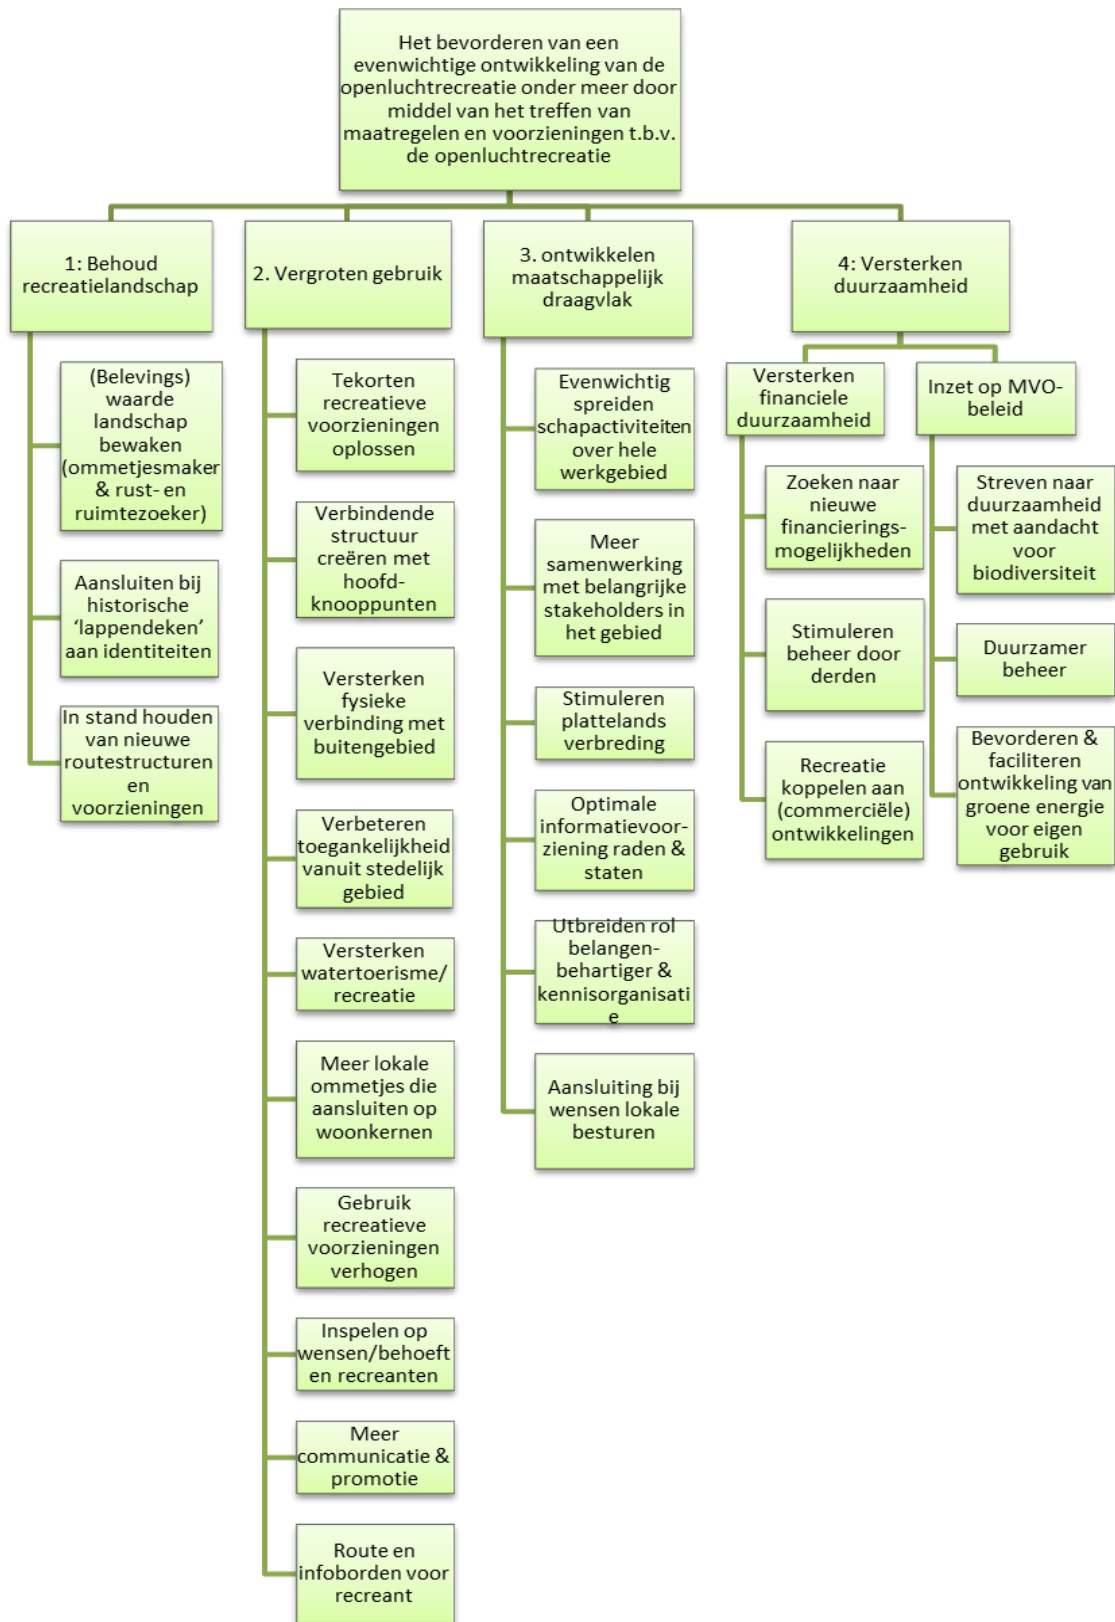 Het bevorderen van een
evenwichtige ontwikkeling van de
openluchtrecreatie onder meer door
middel van het treffen van
maatregelen en voorzieningen t.b.v.
de openluchtrecreatie
1: Behoud
recreatielandschap
(Belevings)
waarde
landschap
bewaken
(ommetjesmaker
& rust- en
ruimtezoeker)
Aansluiten bij
historische
‘lappendeken’
aan identiteiten
In stand houden
van nieuwe
routestructuren
en
voorzieningen
2. Vergroten gebruik
Tekorten
recreatieve
voorzieningen
oplossen
Verbindende
structuur
creëren met
hoofd-
knooppunten
Versterken
fysieke
verbinding met
buitengebied
Verbeteren
toegankelijkheid
vanuit stedelijk
gebied
Versterken
watertoerisme/
recreatie
Meer lokale
ommetjes die
aansluiten op
woonkernen
Gebruik
recreatieve
voorzieningen
verhogen
Inspelen op
wensen/behoeft
en recreanten
Meer
communicatie &
promotie
Route en
infoborden voor
recreant
3. ontwikkelen
maatschappelijk
draagvlak
Evenwichtig
spreiden
schapactiviteiten
over hele
werkgebied
Meer
samenwerking
met belangrijke
stakeholders in
het gebied
Stimuleren
plattelands
verbreding
Optimale
informatievoor-
ziening raden &
staten
Utbreiden rol
belangen-
behartiger &
kennisorganisati
e
Aansluiting bij
wensen lokale
besturen
4: Versterken
duurzaamheid
Versterken
financiele
duurzaamheid
Zoeken naar
nieuwe
financierings-
mogelijkheden
Stimuleren
beheer door
derden
Recreatie
koppelen aan
(commerciële)
ontwikkelingen
Inzet op MVO-
beleid
Streven naar
duurzaamheid
met aandacht
voor
biodiversiteit
Duurzamer
beheer
Bevorderen &
faciliteren
ontwikkeling van
groene energie
voor eigen
gebruik